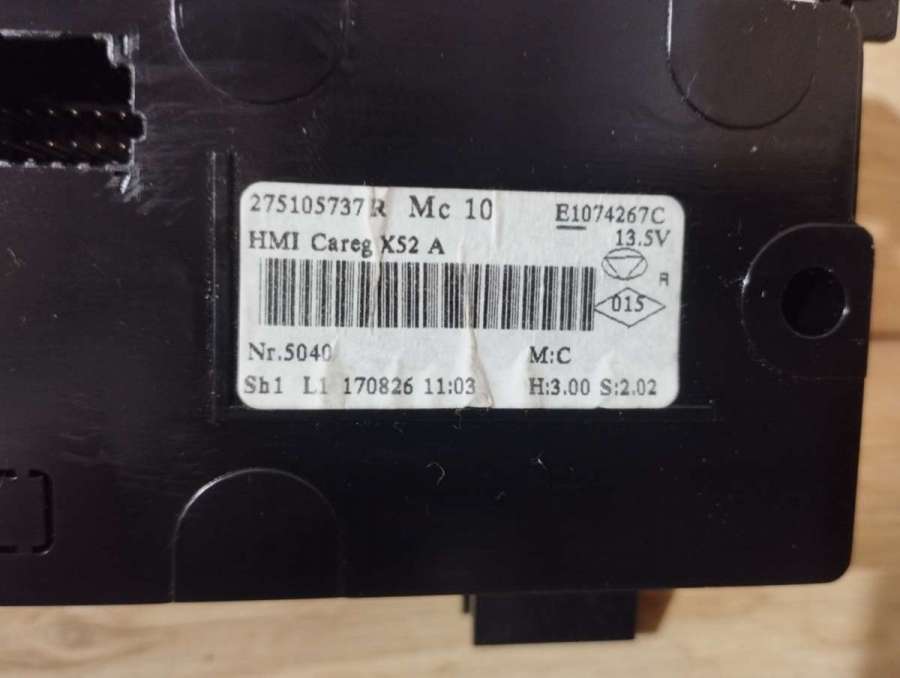 275105737R Mc 10 E1074267C
HMI Careg X52 A 13.5V
R
015
Nr.5040 M:C
Sh1 L1 170826 11:03 H:3.00 S:2.02